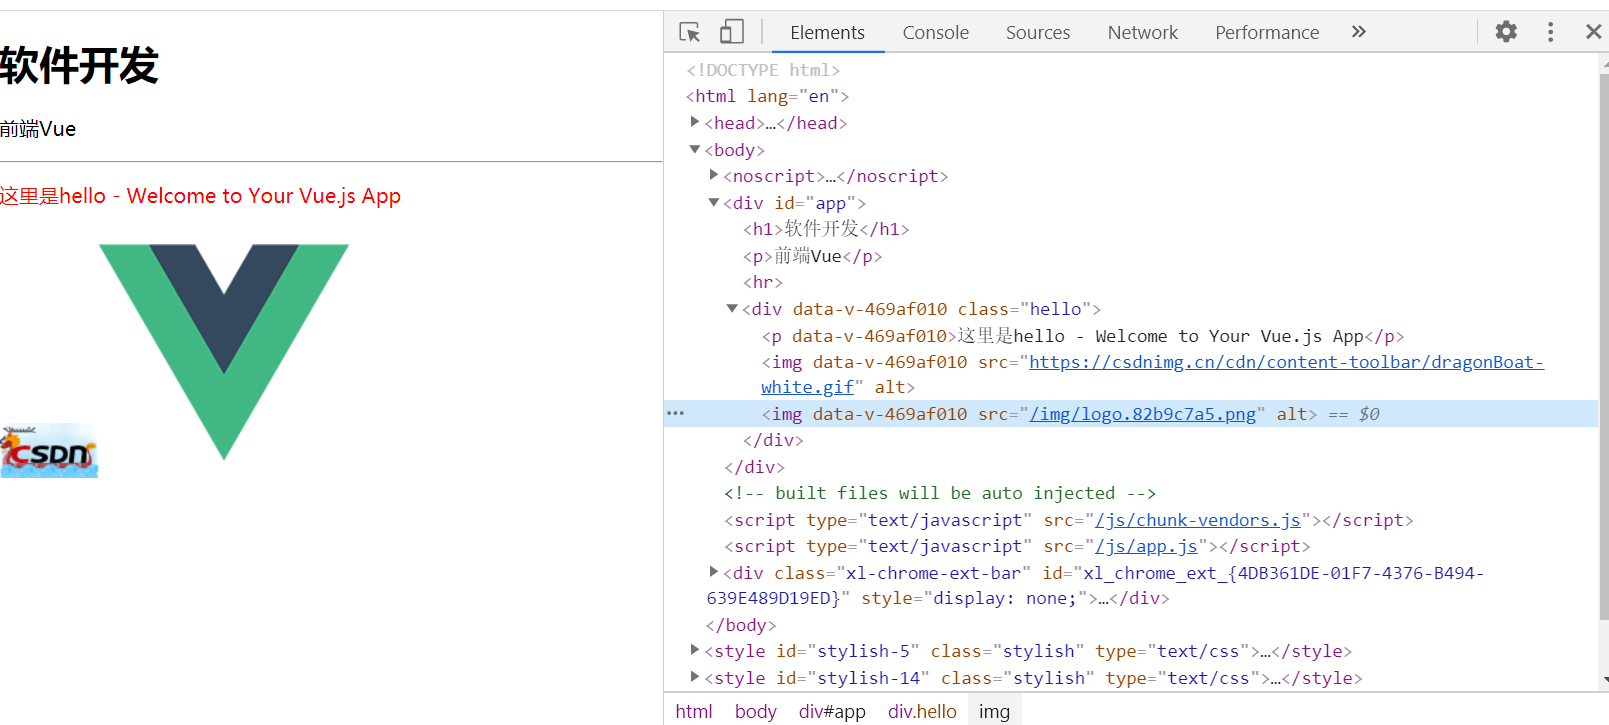 软件开发
前端Vue
这里是hello - Welcome to Your Vue.js App
CSDN
Elements Console Sources Network Performance »
<!DOCTYPE html>
<html lang="en">
<head>…</head>
<body>
<noscript>…</noscript>
<div id="app">
<h1>软件开发</h1>
<p>前端Vue</p>
<hr>
<div data-v-469af010 class="hello">
<p data-v-469af010>这里是hello - Welcome to Your Vue.js App</p>
<img data-v-469af010 src="https://csdnimg.cn/cdn/content-toolbar/dragonBoat-
white.gif" alt>
<img data-v-469af010 src="/img/logo.82b9c7a5.png" alt> == $0
</div>
</div>
<!-- built files will be auto injected -->
<script type="text/javascript" src="/js/chunk-vendors.js"></script>
<script type="text/javascript" src="/js/app.js"></script>
<div class="xl-chrome-ext-bar" id="xl_chrome_ext_{4DB361DE-01F7-4376-B494-
639E489D19ED}" style="display: none;">…</div>
</body>
<style id="stylish-5" class="stylish" type="text/css">…</style>
<style id="stylish-14" class="stylish" type="text/css">…</style>
html body div#app div.hello img